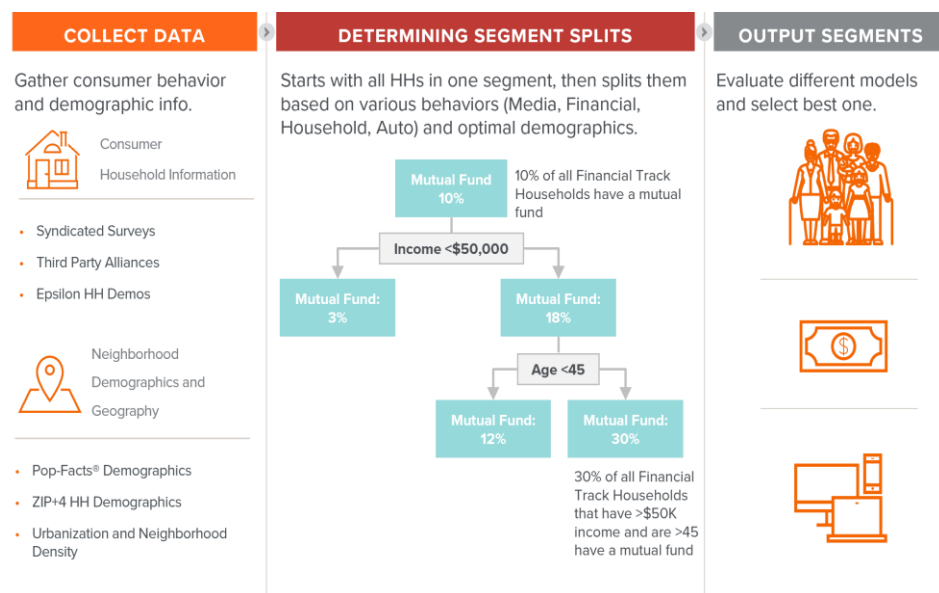 COLLECT DATA
Gather consumer behavior
and demographic info.
Consumer
Household Information
• Syndicated Surveys
• Third Party Alliances
• Epsilon HH Demos
Neighborhood
Demographics and
Geography
• Pop-Facts® Demographics
• ZIP+4 HH Demographics
• Urbanization and Neighborhood
Density
DETERMINING SEGMENT SPLITS
Starts with all HHs in one segment, then splits them
based on various behaviors (Media, Financial,
Household, Auto) and optimal demographics.
Mutual Fund
10%
10% of all Financial Track
Households have a mutual
fund
Income <$50,000
Mutual Fund:
3%
Mutual Fund:
18%
Age <45
Mutual Fund:
12%
Mutual Fund:
30%
30% of all Financial
Track Households
that have >$50K
income and are >45
have a mutual fund
OUTPUT SEGMENTS
Evaluate different models
and select best one.
$